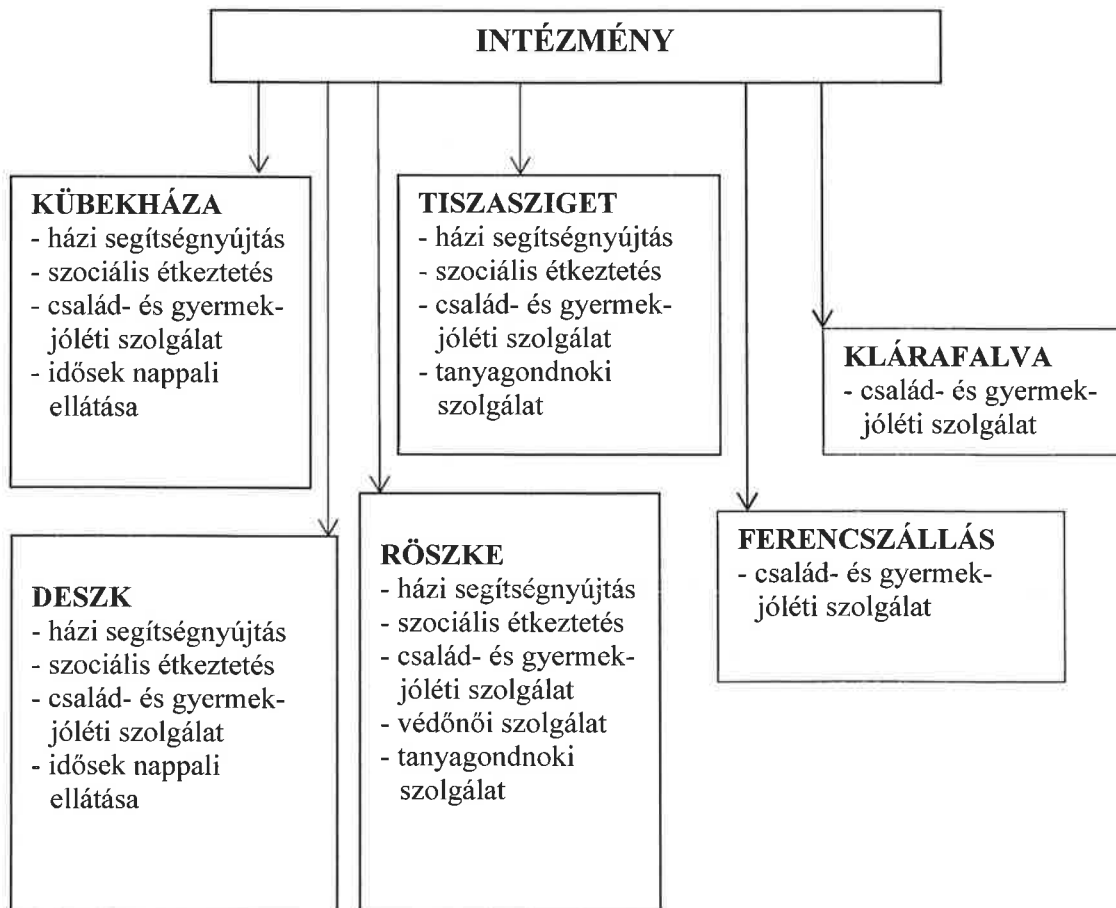 INTÉZMÉNY
KÜBEKHÁZA
- házi segítségnyújtás
- szociális étkeztetés
- család- és gyermek-
jóléti szolgálat
- idősek nappali
ellátása
TISZASZIGET
- házi segítségnyújtás
- szociális étkeztetés
- család- és gyermek-
jóléti szolgálat
- tanyagondnoki
szolgálat
KLÁRAFALVA
- család- és gyermek-
jóléti szolgálat
DESZK
- házi segítségnyújtás
- szociális étkeztetés
- család- és gyermek-
jóléti szolgálat
- idősek nappali
ellátása
RÖSZKE
- házi segítségnyújtás
- szociális étkeztetés
- család- és gyermek-
jóléti szolgálat
- védőnői szolgálat
- tanyagondnoki
szolgálat
FERENCSZÁLLÁS
- család- és gyermek-
jóléti szolgálat